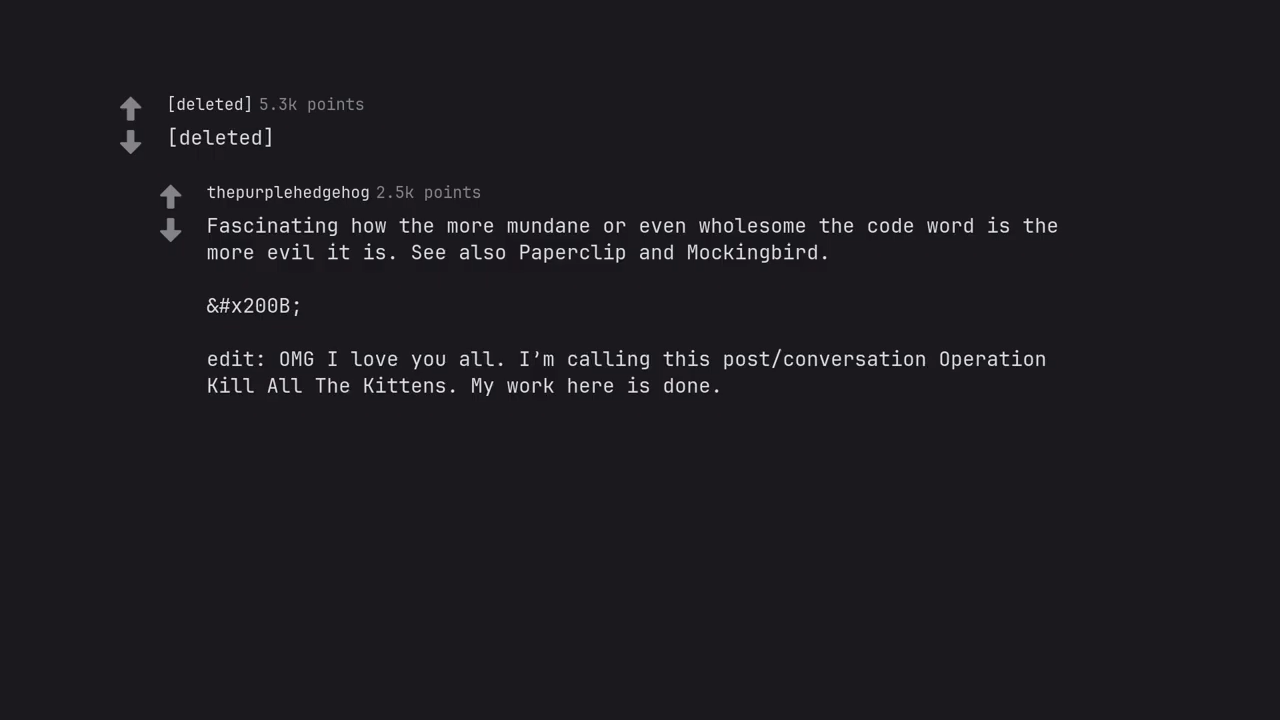 [deleted] 5.3k points
[deleted]
thepurplehedgehog 2.5k points
Fascinating how the more mundane or even wholesome the code word is the
more evil it is. See also Paperclip and Mockingbird.
&#x200B;
edit: OMG I love you all. I’m calling this post/conversation Operation
Kill All The Kittens. My work here is done.